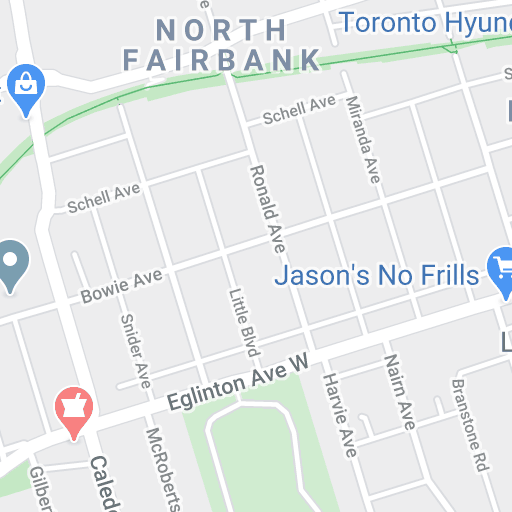 NORTH
FAIRBANK
Toronto Hyun
Schell Ave
Miranda Ave
Schell Ave
Ronald Ave
Bowie Ave
Jason's No Frills
Little Blvd
Snider Ave
Eglinton Ave W
Harvie Ave
Nairn Ave
Branstone Rd
McRoberts
Caled
Gilber